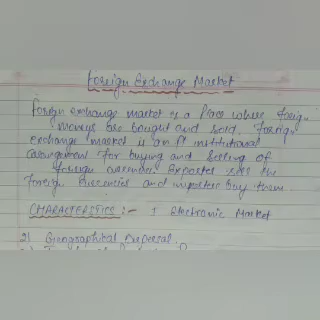 Foreign Exchange Market
Foreign exchange market is a place where foreign
moneys are bought and sold. Foreign
exchange market is an institutional
arrangement for buying and selling of
foreign currencies Exporter sells the
foreign. Currencies and importers buy them.
CHARACTERISTICS :- 1 Electronic Market
2) Geographical Dispersal.